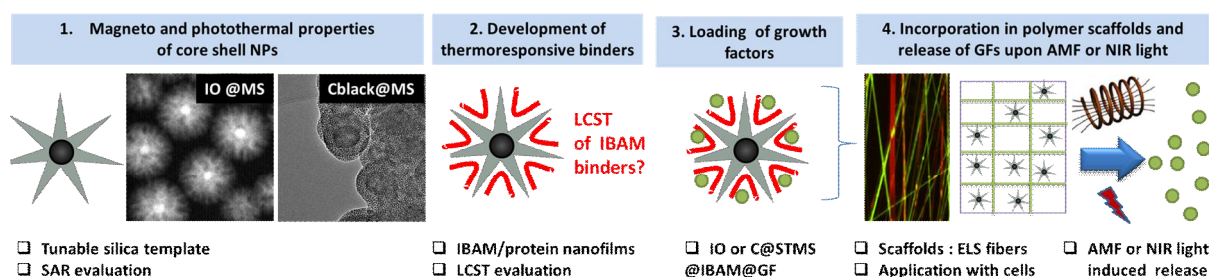 1. Magneto and photothermal properties
of core shell NPs
2. Development of
thermoresponsive binders
3. Loading of growth
factors
4. Incorporation in polymer scaffolds and
release of GFs upon AMF or NIR light
IO @MS
Cblack@MS
LCST
of IBAM
binders?
❑ Tunable silica template
❑ SAR evaluation
❑ IBAM/protein nanofilms
❑ LCST evaluation
❑ IO or C@STMS
@IBAM@GF
❑ Scaffolds : ELS fibers
❑ Application with cells
❑ AMF or NIR light
induced release